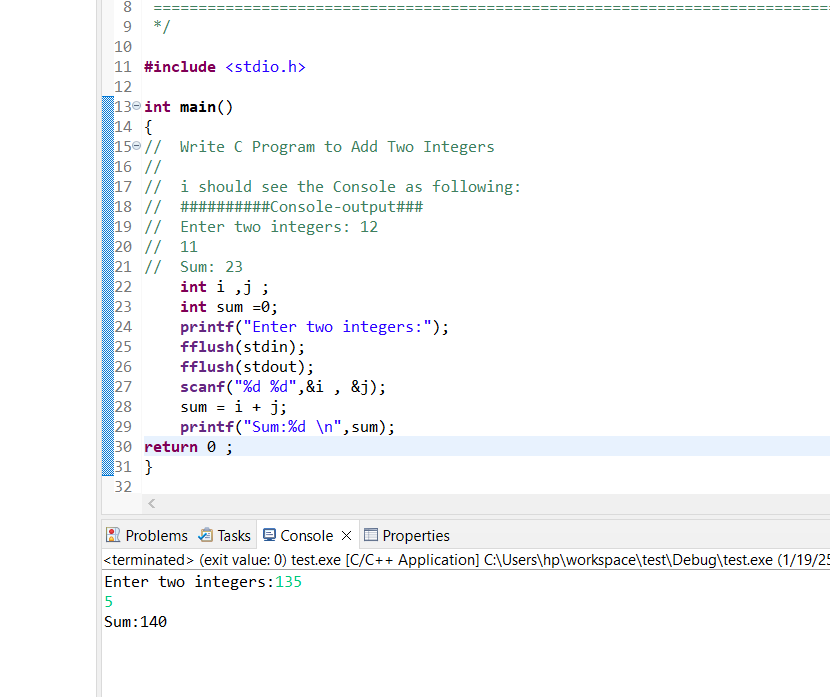 8 ===========================================================================
9 */
10
11 #include <stdio.h>
12
13 int main()
14 {
15 // Write C Program to Add Two Integers
16 //
17 // i should see the Console as following:
18 // ##########Console-output###
19 // Enter two integers: 12
20 // 11
21 // Sum: 23
22 int i ,j ;
23 int sum =0;
24 printf("Enter two integers:");
25 fflush(stdin);
26 fflush(stdout);
27 scanf("%d %d",&i , &j);
28 sum = i + j;
29 printf("Sum:%d \n",sum);
30 return 0 ;
31 }
32
Problems Tasks Console Properties
<terminated> (exit value: 0) test.exe [C/C++ Application] C:\Users\hp\workspace\test\Debug\test.exe (1/19/25
Enter two integers:135
5
Sum:140